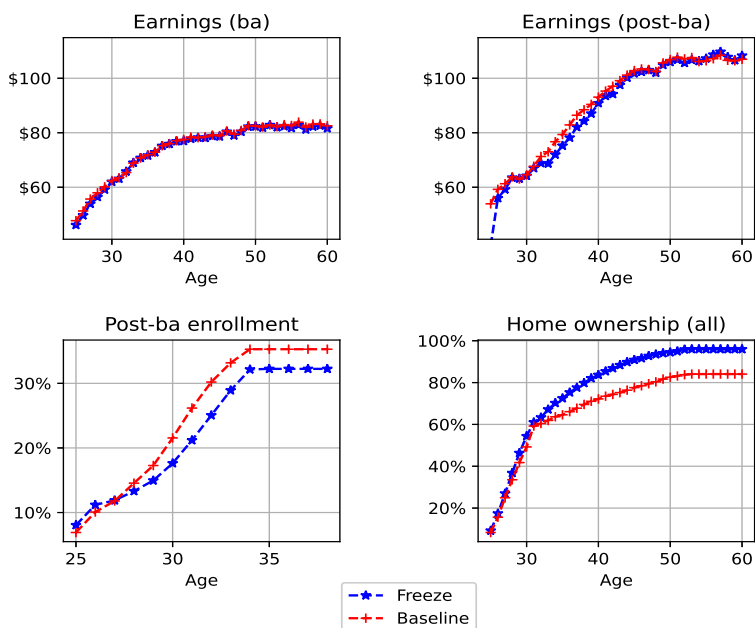 Earnings (ba)
$100
$80
$60
30
40
50
60
Age
Earnings (post-ba)
$100
$80
$60
30
40
50
60
Age
Post-ba enrollment
30%
20%
10%
25
30
35
Age
Home ownership (all)
100%
80%
60%
40%
20%
30
40
50
60
Age
Freeze
Baseline